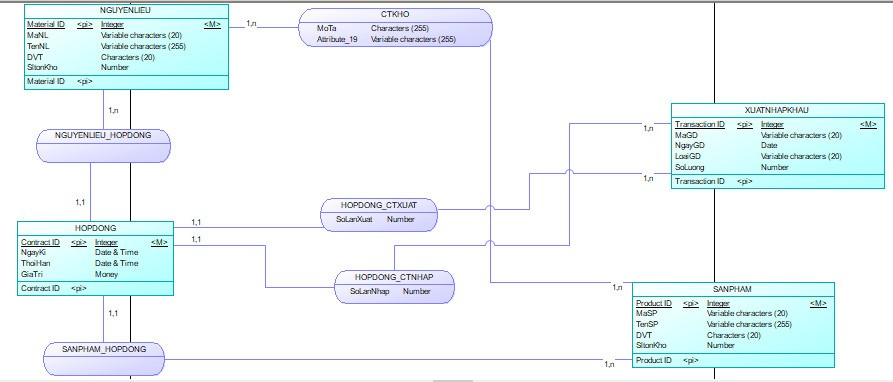 NGUYENLIEU
Material ID <pi> Integer <M>
MaNL Variable characters (20)
TenNL Variable characters (255)
DVT Characters (20)
SltonKho Number
Material ID <pi>
1,n
CTKHO
MoTa Characters (255)
Attribute_19 Variable characters (255)
1,n
NGUYENLIEU_HOPDONG
1,1
XUATNHAPKHAU
Transaction ID <pi> Integer <M>
MaGD Variable characters (20)
NgayGD Date
LoaiGD Variable characters (20)
SoLuong Number
Transaction ID <pi>
1,n
1,n
HOPDONG_CTXUAT
SoLanXuat Number
HOPDONG
Contract ID <pi> Integer <M>
NgayKi Date & Time
ThoiHan Date & Time
GiaTri Money
Contract ID <pi>
1,1
1,1
HOPDONG_CTNHAP
SoLanNhap Number
1,n
SANPHAM
Product ID <pi> Integer <M>
MaSP Variable characters (20)
TenSP Variable characters (255)
DVT Characters (20)
SltonKho Number
Product ID <pi>
1,1
SANPHAM_HOPDONG
1,n